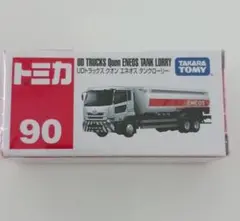 トミカ
UD TRUCKS Quon ENEOS TANK LORRY
UDトラックス クオン エネオス タンクローリー
TAKARA
TOMY
90
ENEOS